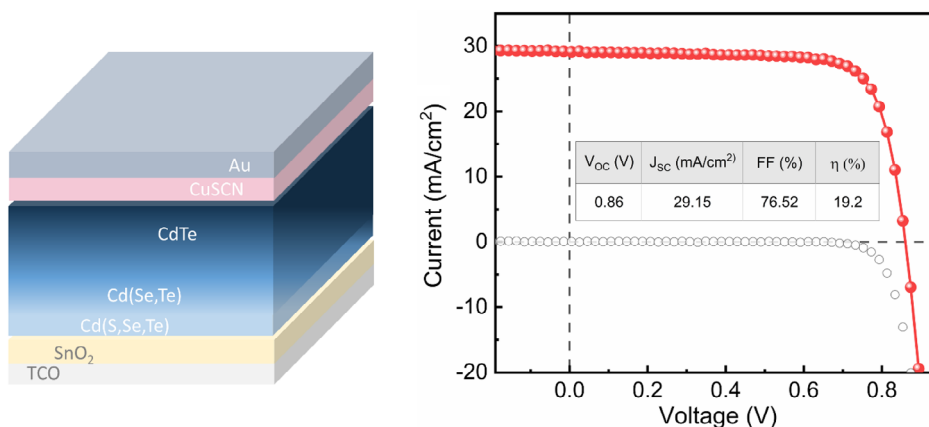 Au
CuSCN
CdTe
Cd(Se,Te)
Cd(S,Se,Te)
SnO₂
TCO
Current (mA/cm²)
30
20
10
0
-10
-20
V_OC (V) J_SC (mA/cm²) FF (%) η (%)
0.86 29.15 76.52 19.2
0.0 0.2 0.4 0.6 0.8
Voltage (V)